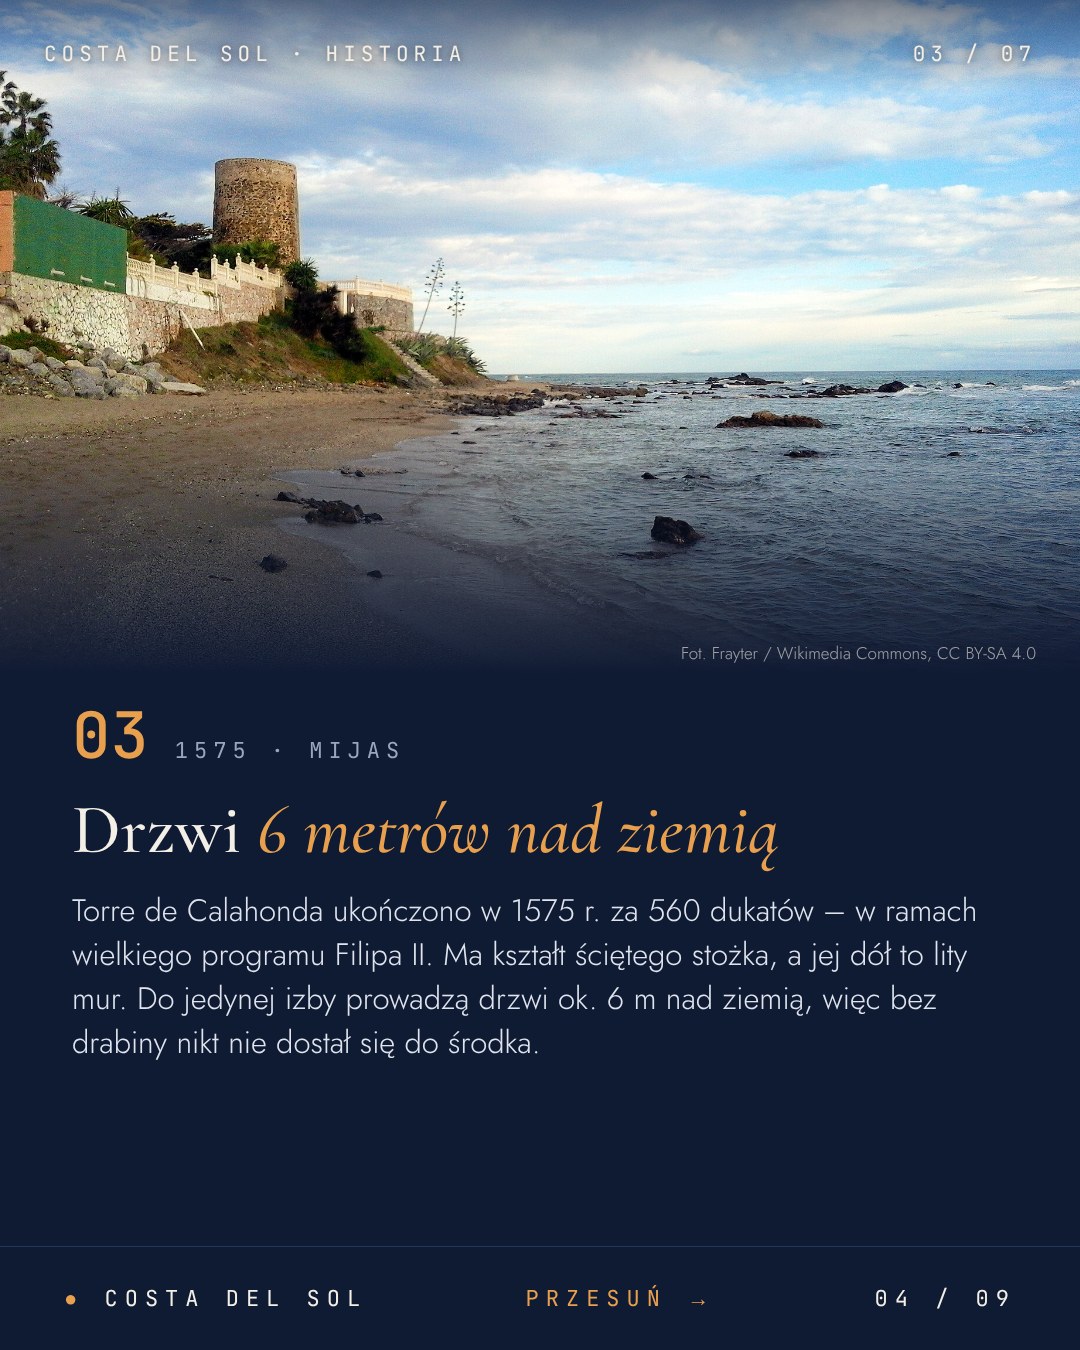 COSTA DEL SOL · HISTORIA
03 / 07
Fot. Frayter / Wikimedia Commons, CC BY-SA 4.0
03 1575 · MIJAS
Drzwi 6 metrów nad ziemią
Torre de Calahonda ukończono w 1575 r. za 560 dukatów – w ramach
wielkiego programu Filipa II. Ma kształt ściętego stożka, a jej dół to lity
mur. Do jedynej izby prowadzą drzwi ok. 6 m nad ziemią, więc bez
drabiny nikt nie dostał się do środka.
• COSTA DEL SOL
PRZESUŃ →
04 / 09